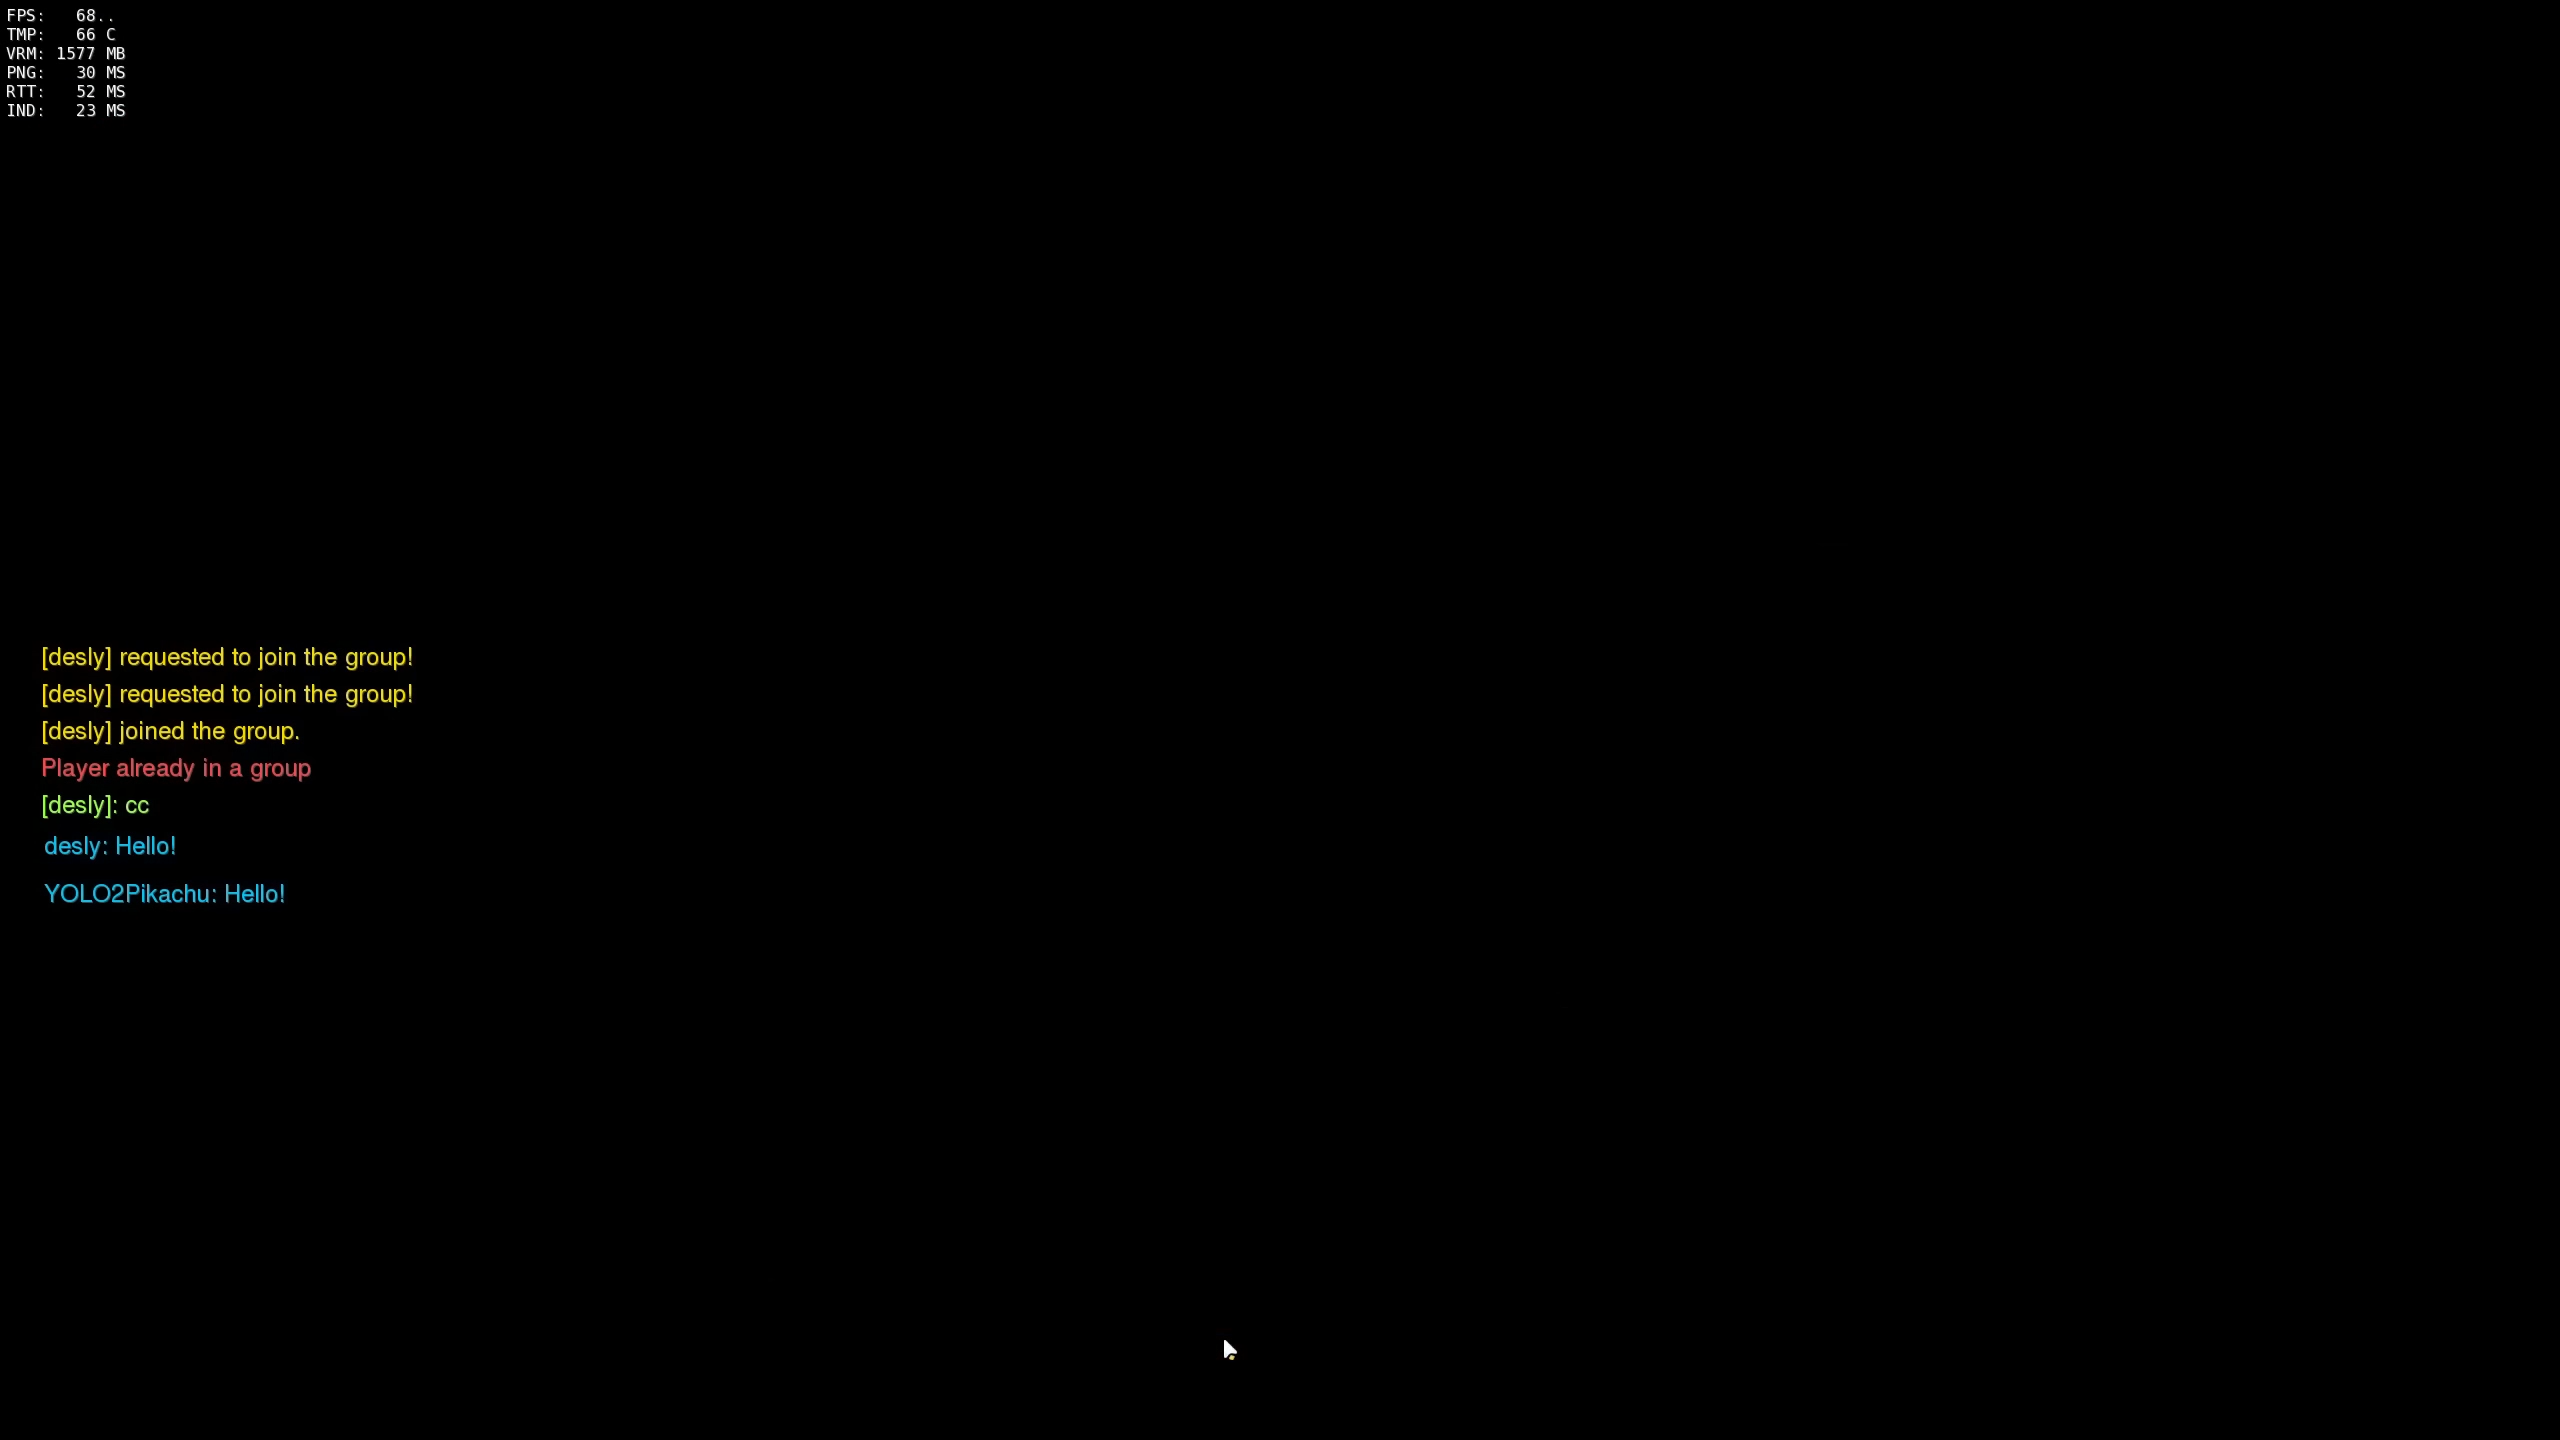 FPS: 68..
TMP: 66 C
VRM: 1577 MB
PNG: 30 MS
RTT: 52 MS
IND: 23 MS
[desly] requested to join the group!
[desly] requested to join the group!
[desly] joined the group.
Player already in a group
[desly]: cc
desly: Hello!
YOLO2Pikachu: Hello!